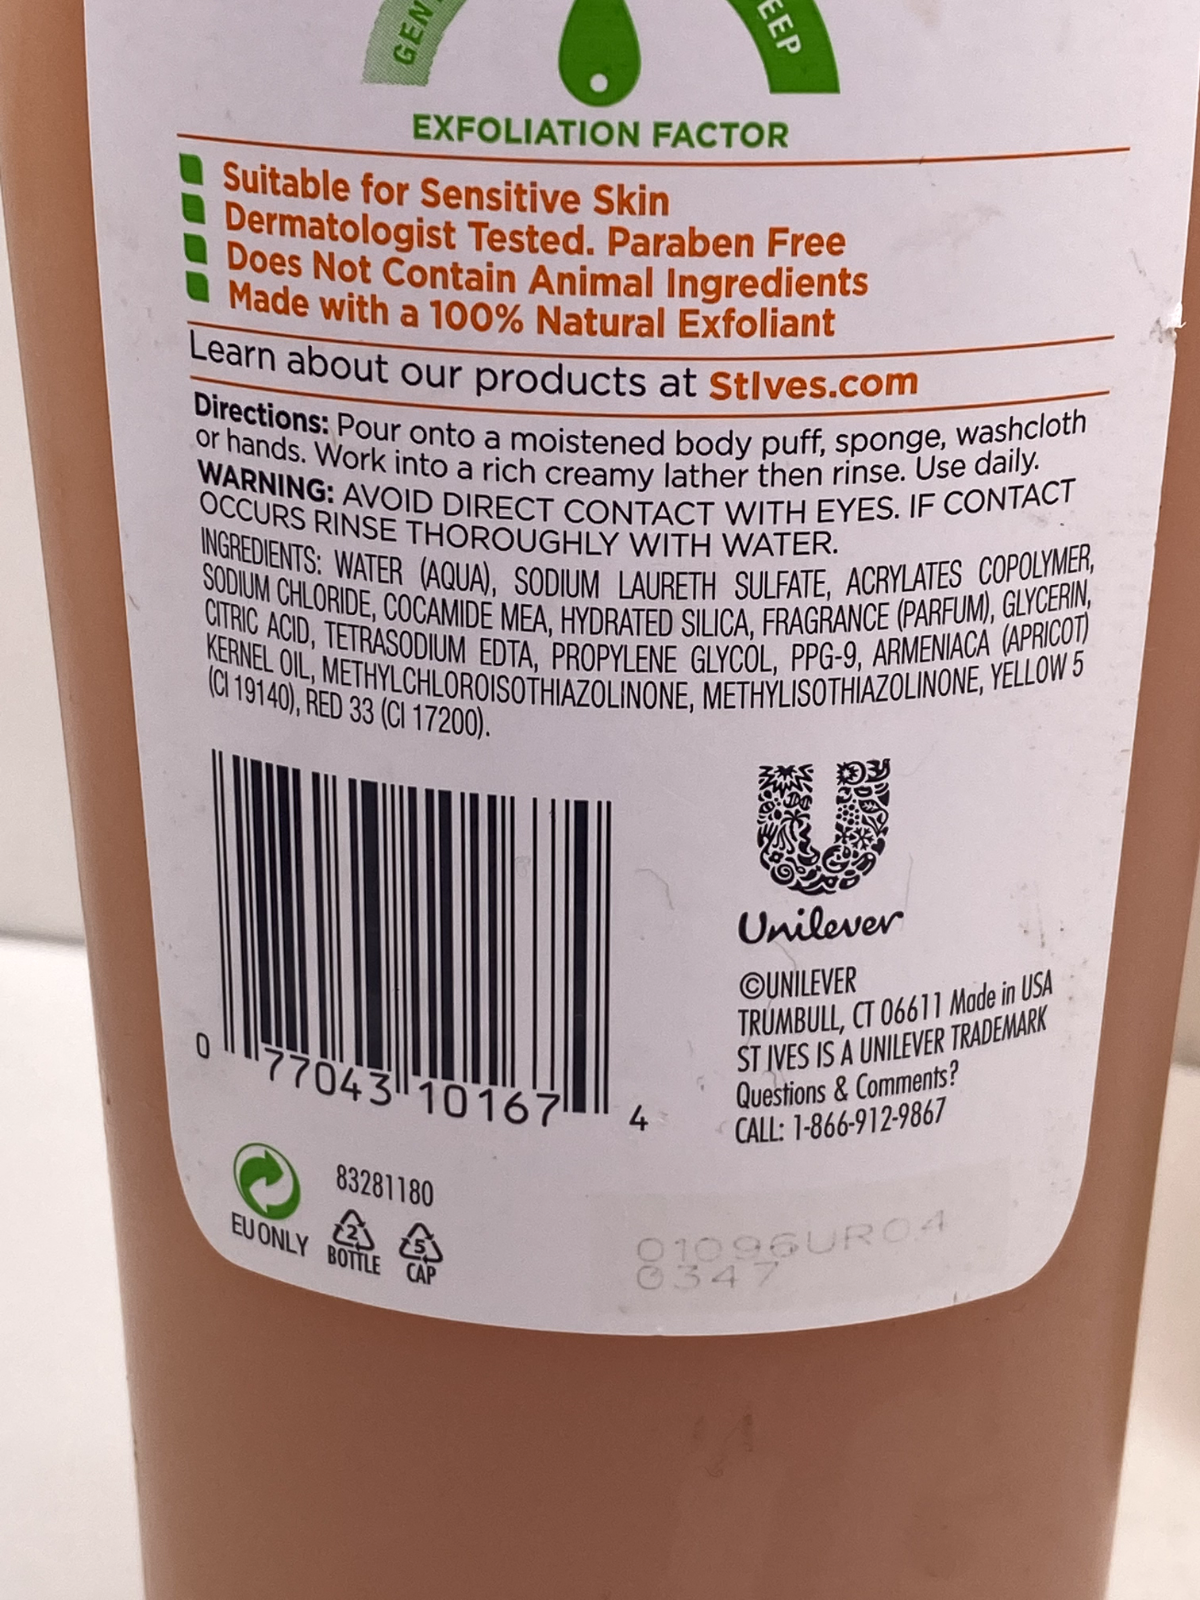 GEN
EEP
EXFOLIATION FACTOR
Suitable for Sensitive Skin
Dermatologist Tested. Paraben Free
Does Not Contain Animal Ingredients
Made with a 100% Natural Exfoliant
Learn about our products at StIves.com
Directions: Pour onto a moistened body puff, sponge, washcloth
or hands. Work into a rich creamy lather then rinse. Use daily.
WARNING: AVOID DIRECT CONTACT WITH EYES. IF CONTACT
OCCURS RINSE THOROUGHLY WITH WATER.
INGREDIENTS: WATER (AQUA), SODIUM LAURETH SULFATE, ACRYLATES COPOLYMER,
SODIUM CHLORIDE, COCAMIDE MEA, HYDRATED SILICA, FRAGRANCE (PARFUM), GLYCERIN,
CITRIC ACID, TETRASODIUM EDTA, PROPYLENE GLYCOL, PPG-9, ARMENIACA (APRICOT)
KERNEL OIL, METHYLCHLOROISOTHIAZOLINONE, METHYLISOTHIAZOLINONE, YELLOW 5
(CI 19140), RED 33 (CI 17200).
0 77043 10167 4
Unilever
©UNILEVER
TRUMBULL, CT 06611 Made in USA
ST IVES IS A UNILEVER TRADEMARK
Questions & Comments?
CALL: 1-866-912-9867
83281180
EU ONLY
2
BOTTLE
5
CAP
01096UR04
0347